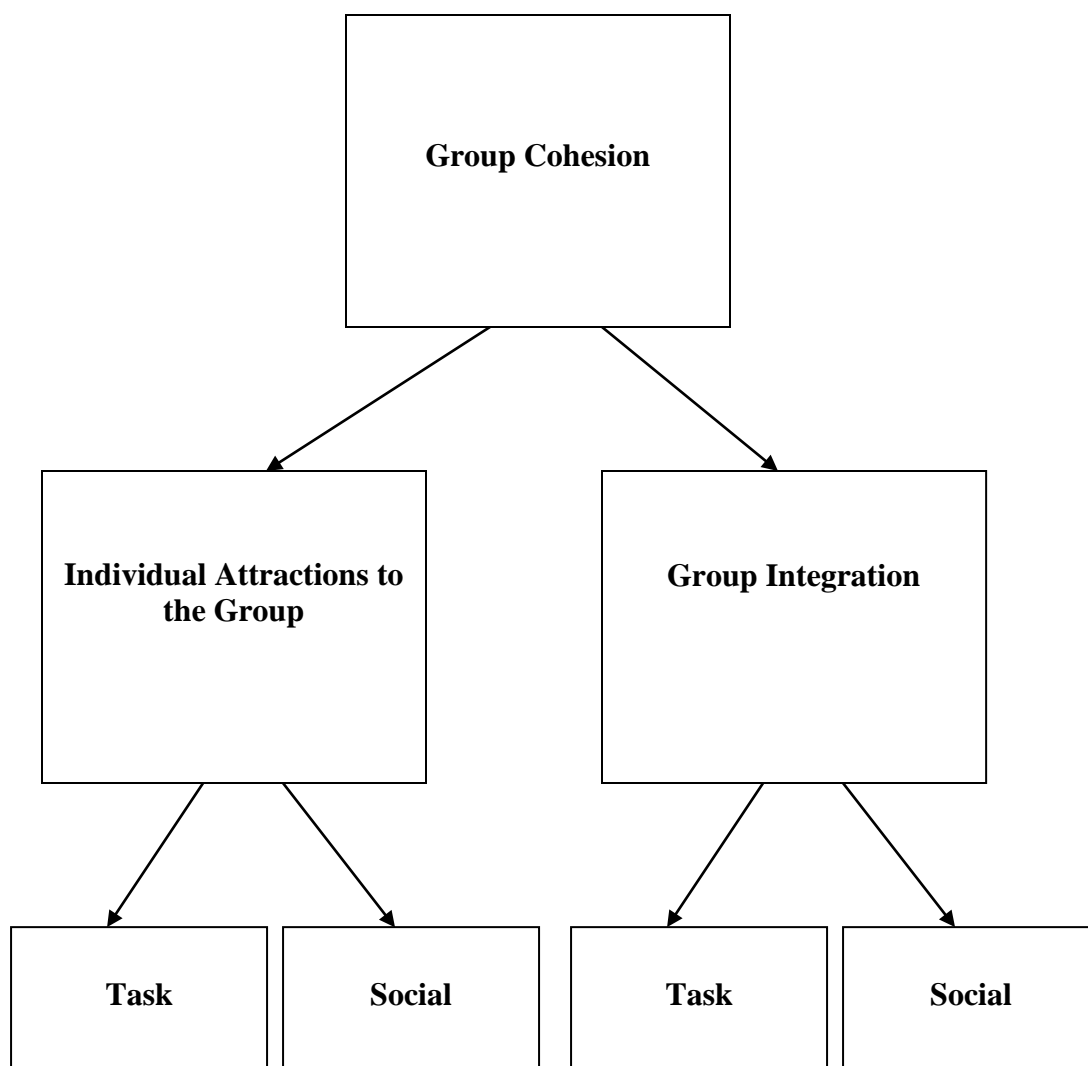 Group Cohesion
Individual Attractions to
the Group
Group Integration
Task
Social
Task
Social